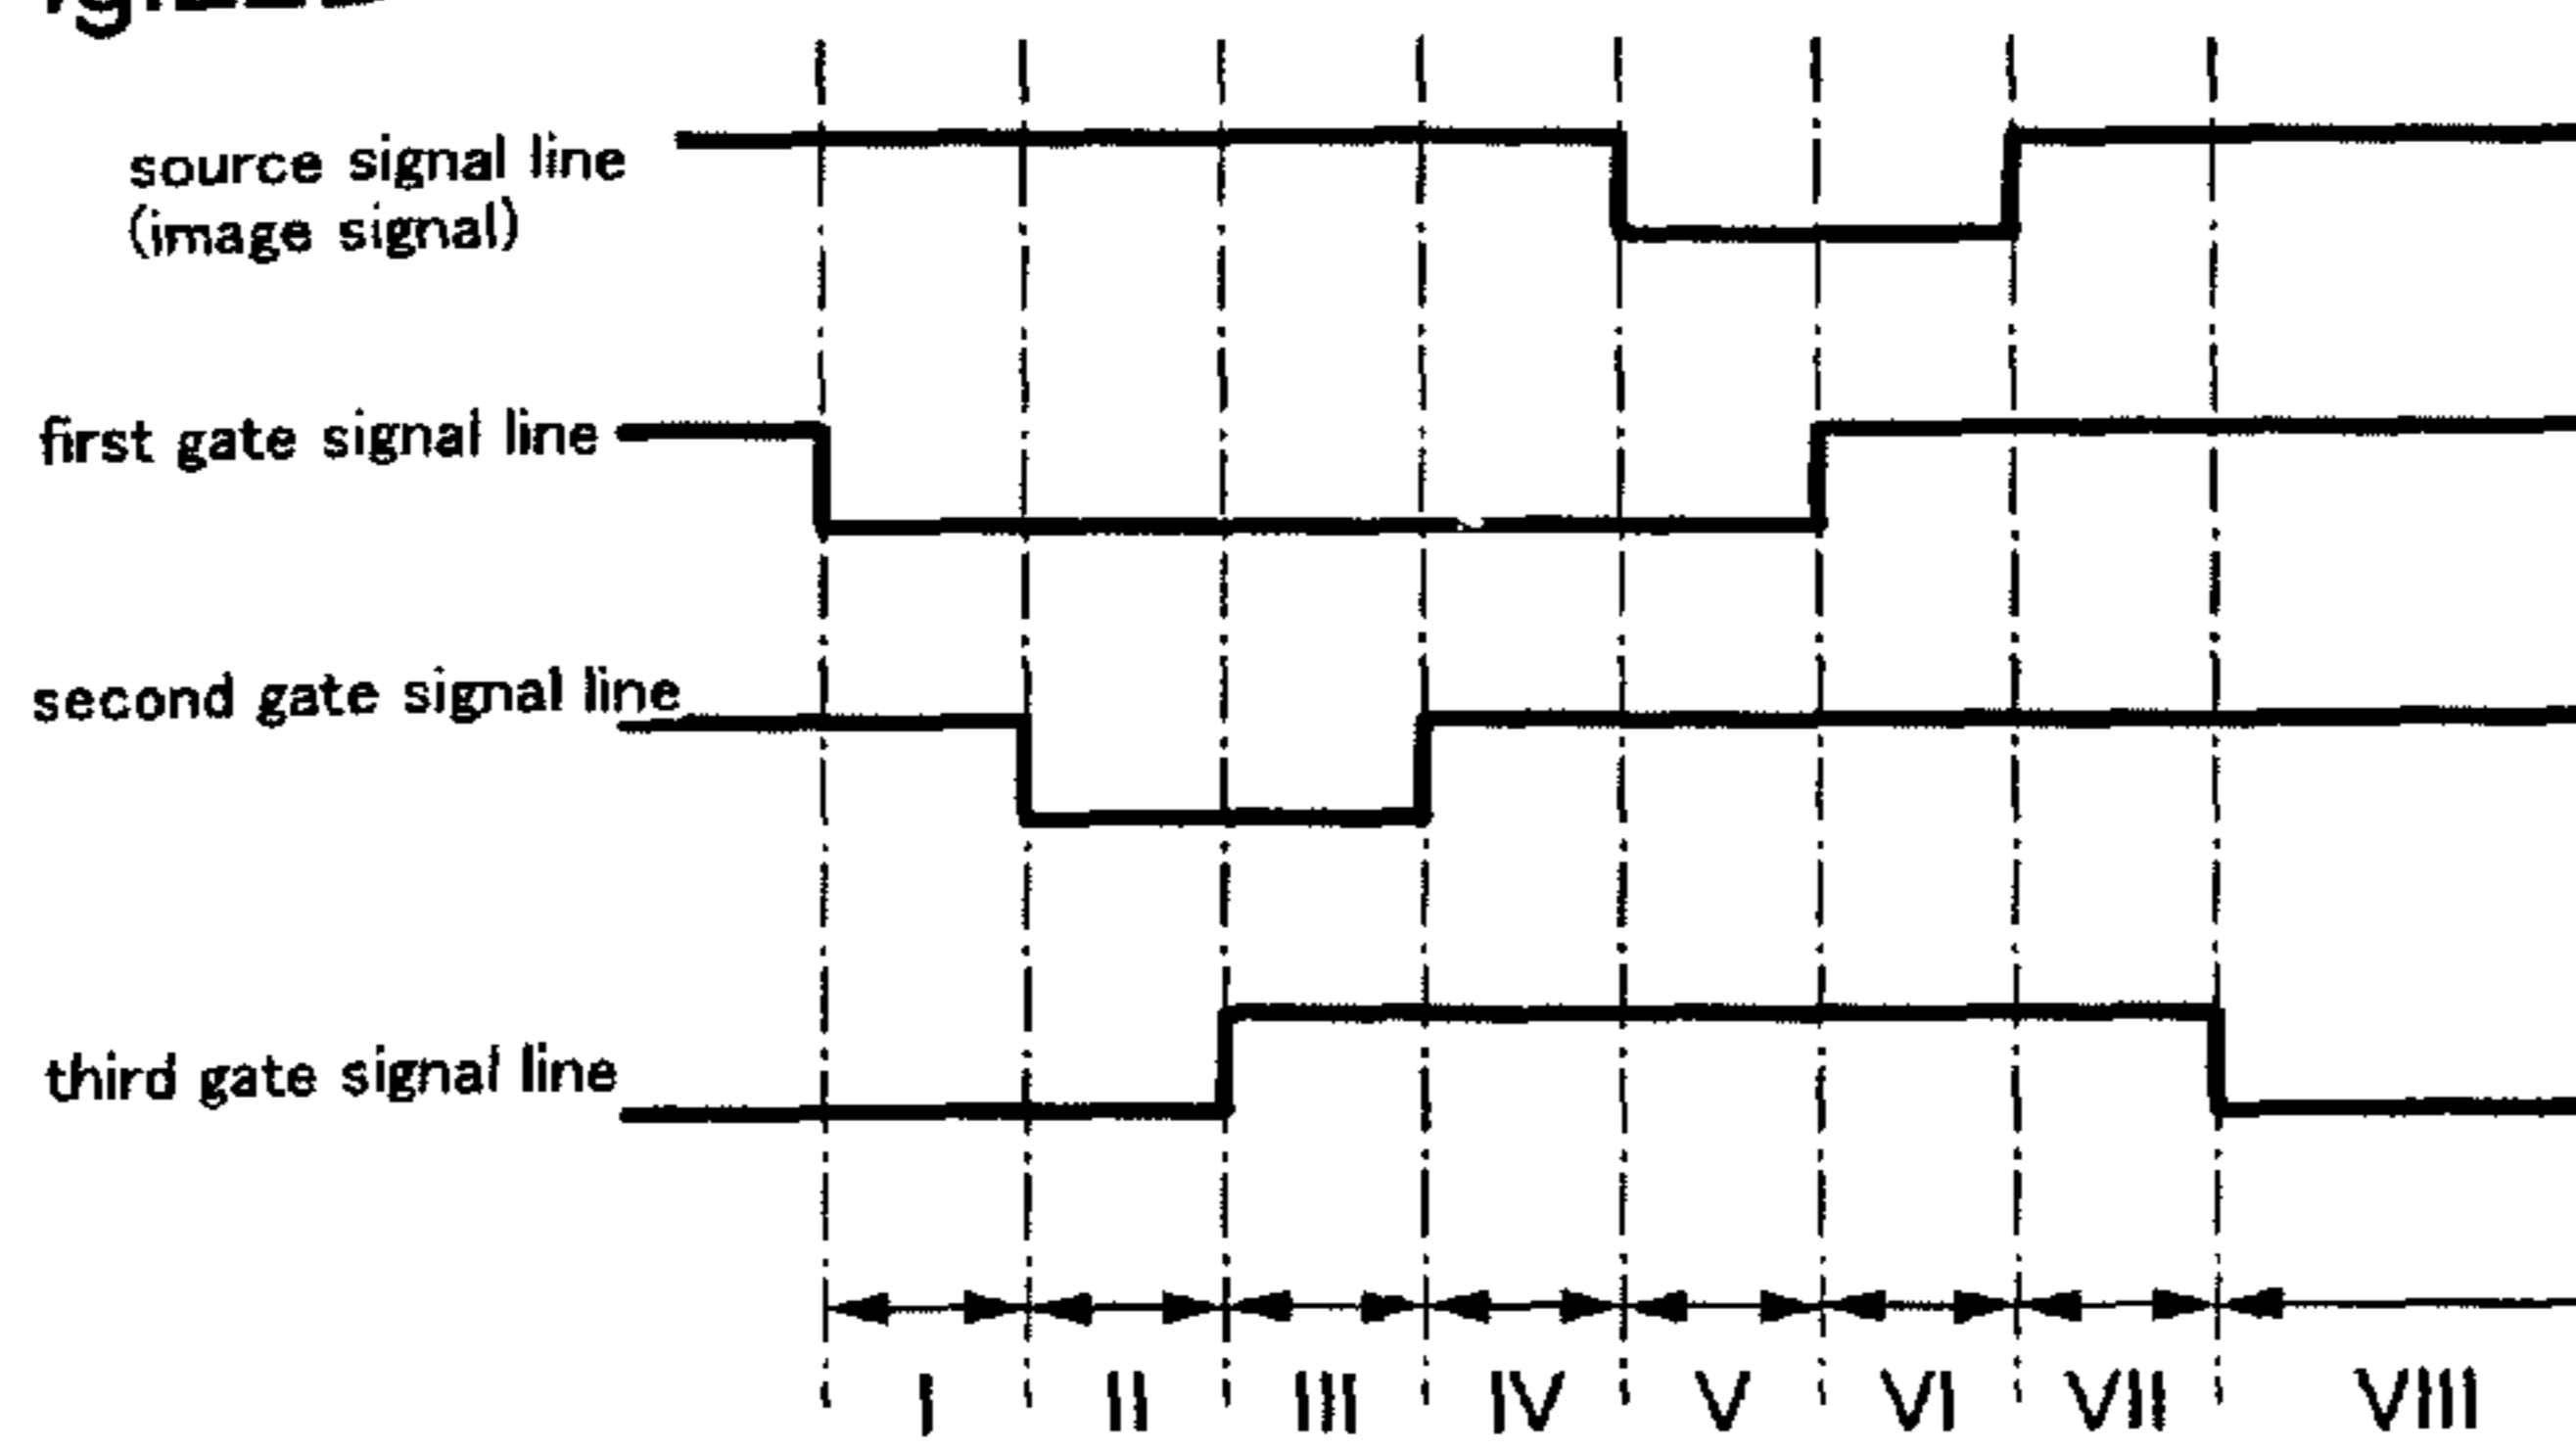 source signal line
(image signal)
first gate signal line
second gate signal line
third gate signal line
I II III IV V VI VII VIII